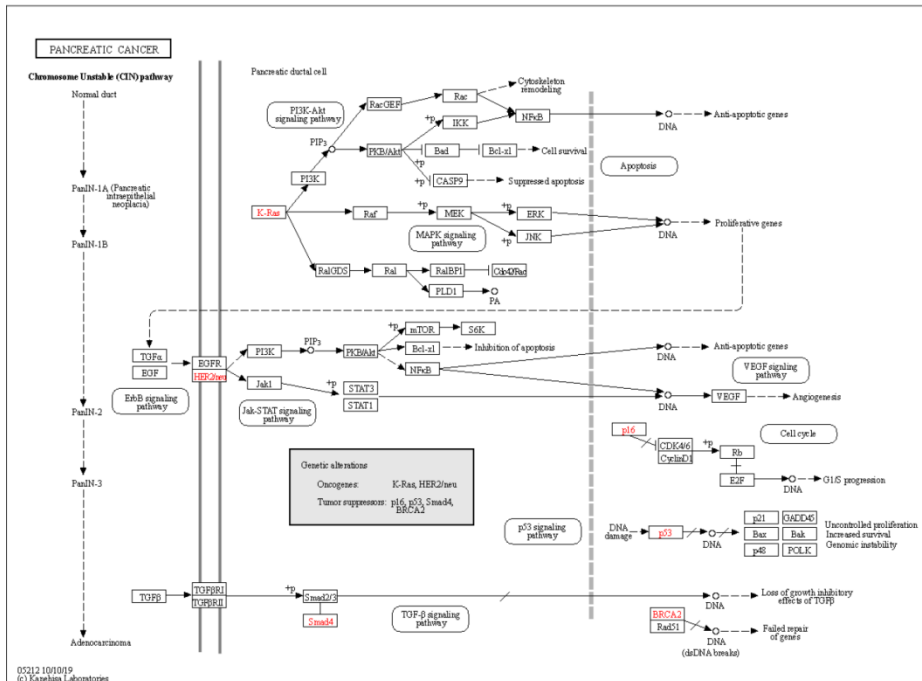 PANCREATIC CANCER
Chromosome Unstable (CIN) pathway
Normal duct
PanIN-1A (Pancreatic
intraepithelial
neoplacia)
PanIN-1B
PanIN-2
PanIN-3
Adenocarcinoma
Pancreatic ductal cell
PI3K-Akt
signaling pathway
RacGEF
Rac
Cytoskeleton
remodeling
PIP3
+p
IKK
NFκB
DNA
Anti-apoptotic genes
PKB/Akt
Bad
Bcl-xl
Cell survival
PI3K
+p
+p
CASP9
Suppressed apoptosis
Apoptosis
K-Ras
Raf
+p
MEK
+p
ERK
DNA
Proliferative genes
MAPK signaling
pathway
+p
JNK
RalGDS
Ral
RalBP1
Cdc42/Rac
PLD1
PA
TGFα
EGF
EGFR
HER2/neu
ErbB signaling
pathway
PI3K
PIP3
PKB/Akt
+p
mTOR
S6K
Bcl-xl
Inhibition of apoptosis
NFκB
DNA
Anti-apoptotic genes
VEGF signaling
pathway
Jak1
+p
STAT3
STAT1
Jak-STAT signaling
pathway
DNA
VEGF
Angiogenesis
p16
CDK4/6
CyclinD1
+p
Rb
Cell cycle
E2F
DNA
G1/S progression
Genetic alterations
Oncogenes: K-Ras, HER2/neu
Tumor suppressors: p16, p53, Smad4,
BRCA2
p53 signaling
pathway
DNA
damage
p53
DNA
p21
GADD45
Bax
Bak
p48
POLK
Uncontrolled proliferation
Increased survival
Genomic instability
TGFβ
TGFβRI
TGFβRII
+p
Smad2/3
Smad4
TGF-β signaling
pathway
DNA
Loss of growth inhibitory
effects of TGFβ
BRCA2
Rad51
DNA
(dsDNA breaks)
Failed repair
of genes
05212 10/10/19
(c) Kanehisa Laboratories